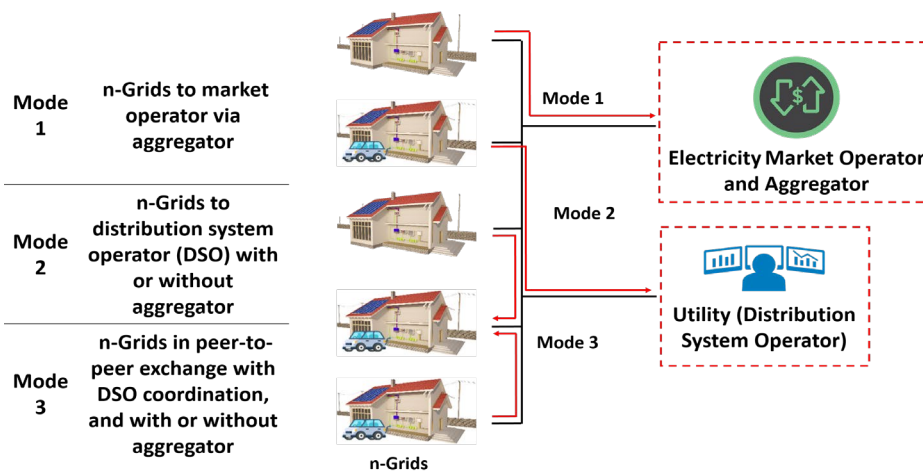 Mode
1
n-Grids to market
operator via
aggregator
Mode
2
n-Grids to
distribution system
operator (DSO) with
or without
aggregator
Mode
3
n-Grids in peer-to-
peer exchange with
DSO coordination,
and with or without
aggregator
n-Grids
Mode 1
Mode 2
Mode 3
$
Electricity Market Operator
and Aggregator
Utility (Distribution
System Operator)